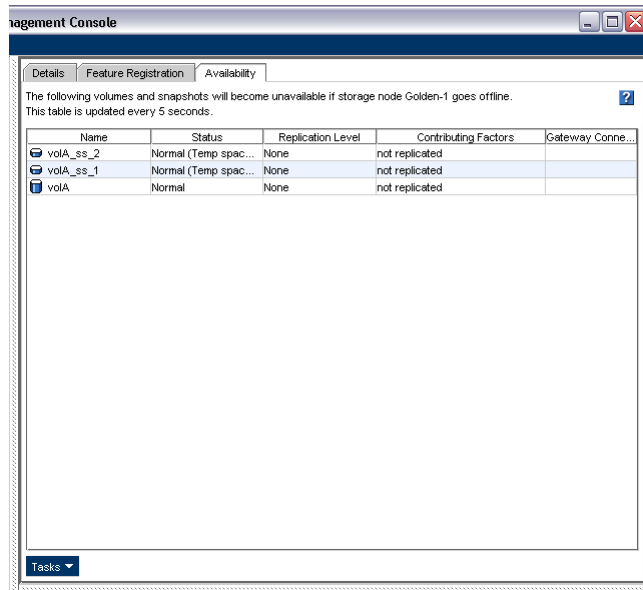 nagement Console
Details Feature Registration Availability
The following volumes and snapshots will become unavailable if storage node Golden-1 goes offline.
This table is updated every 5 seconds.
?
Name Status Replication Level Contributing Factors Gateway Conne...
volA_ss_2 Normal (Temp spac... None not replicated
volA_ss_1 Normal (Temp spac... None not replicated
volA Normal None not replicated
Tasks